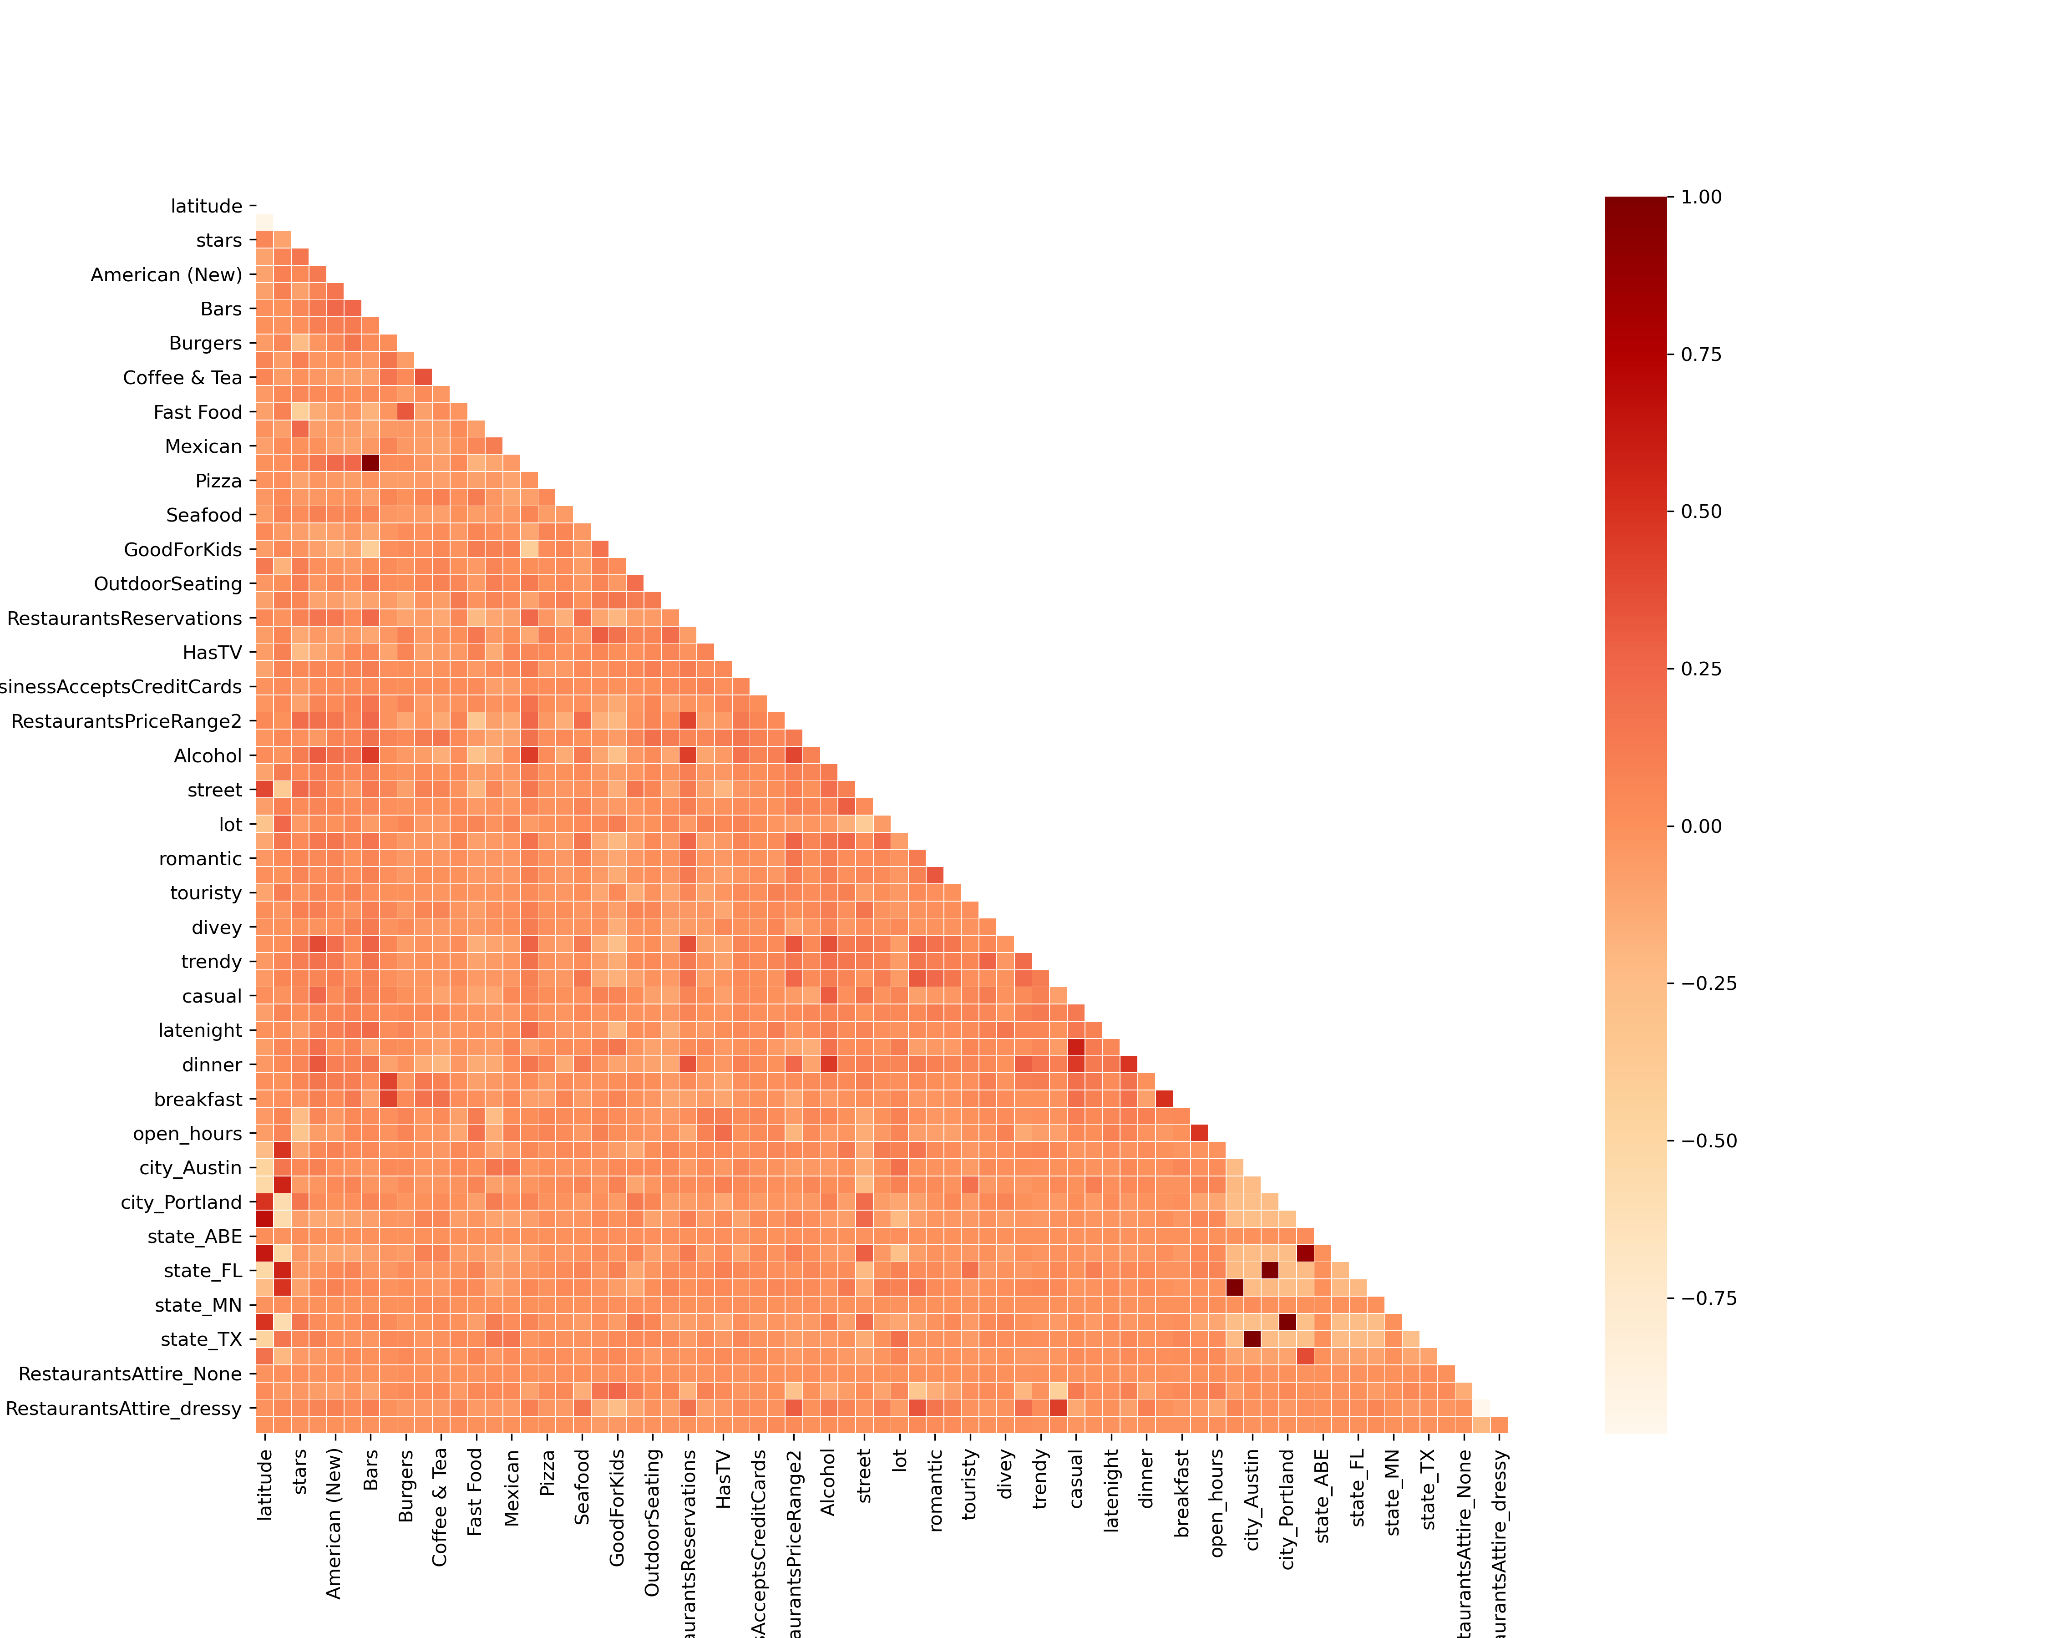 latitude
stars
American (New)
Bars
Burgers
Coffee & Tea
Fast Food
Mexican
Pizza
Seafood
GoodForKids
OutdoorSeating
RestaurantsReservations
HasTV
sinessAcceptsCreditCards
RestaurantsPriceRange2
Alcohol
street
lot
romantic
touristy
divey
trendy
casual
latenight
dinner
breakfast
open_hours
city_Austin
city_Portland
state_ABE
state_FL
state_MN
state_TX
RestaurantsAttire_None
RestaurantsAttire_dressy
latitude
stars
American (New)
Bars
Burgers
Coffee & Tea
Fast Food
Mexican
Pizza
Seafood
GoodForKids
OutdoorSeating
aurantsReservations
HasTV
sAcceptsCreditCards
aurantsPriceRange2
Alcohol
street
lot
romantic
touristy
divey
trendy
casual
latenight
dinner
breakfast
open_hours
city_Austin
city_Portland
state_ABE
state_FL
state_MN
state_TX
taurantsAttire_None
aurantsAttire_dressy
1.00
0.75
0.50
0.25
0.00
−0.25
−0.50
−0.75